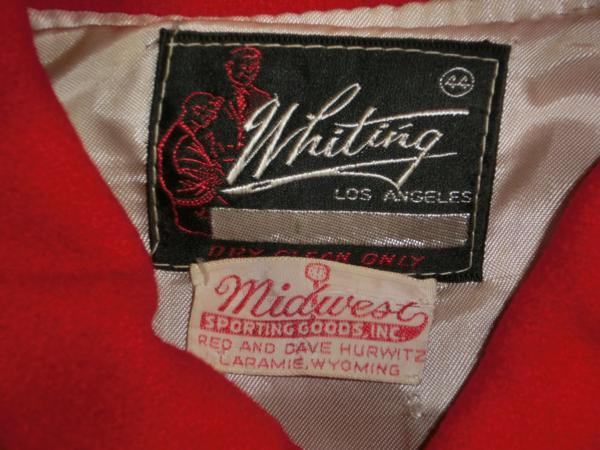 44
Whiting
LOS ANGELES
DRY CLEAN ONLY
Midwest
SPORTING GOODS, INC.
RED AND DAVE HURWITZ
LARAMIE, WYOMING